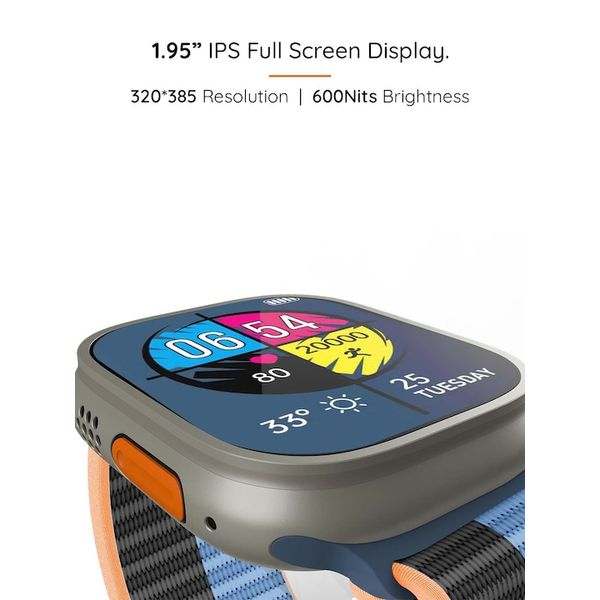 1.95” IPS Full Screen Display.
320*385 Resolution | 600Nits Brightness
06 54
20000
80
25
33° TUESDAY